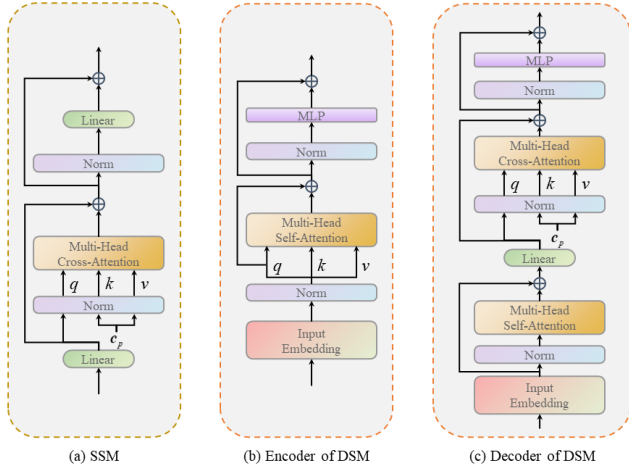 Linear
Norm
Multi-Head
Cross-Attention
q k v
Norm
c_p
Linear
(a) SSM
MLP
Norm
Multi-Head
Self-Attention
q k v
Norm
Input
Embedding
(b) Encoder of DSM
MLP
Norm
Multi-Head
Cross-Attention
q k v
Norm
c_p
Linear
Multi-Head
Self-Attention
Norm
Input
Embedding
(c) Decoder of DSM